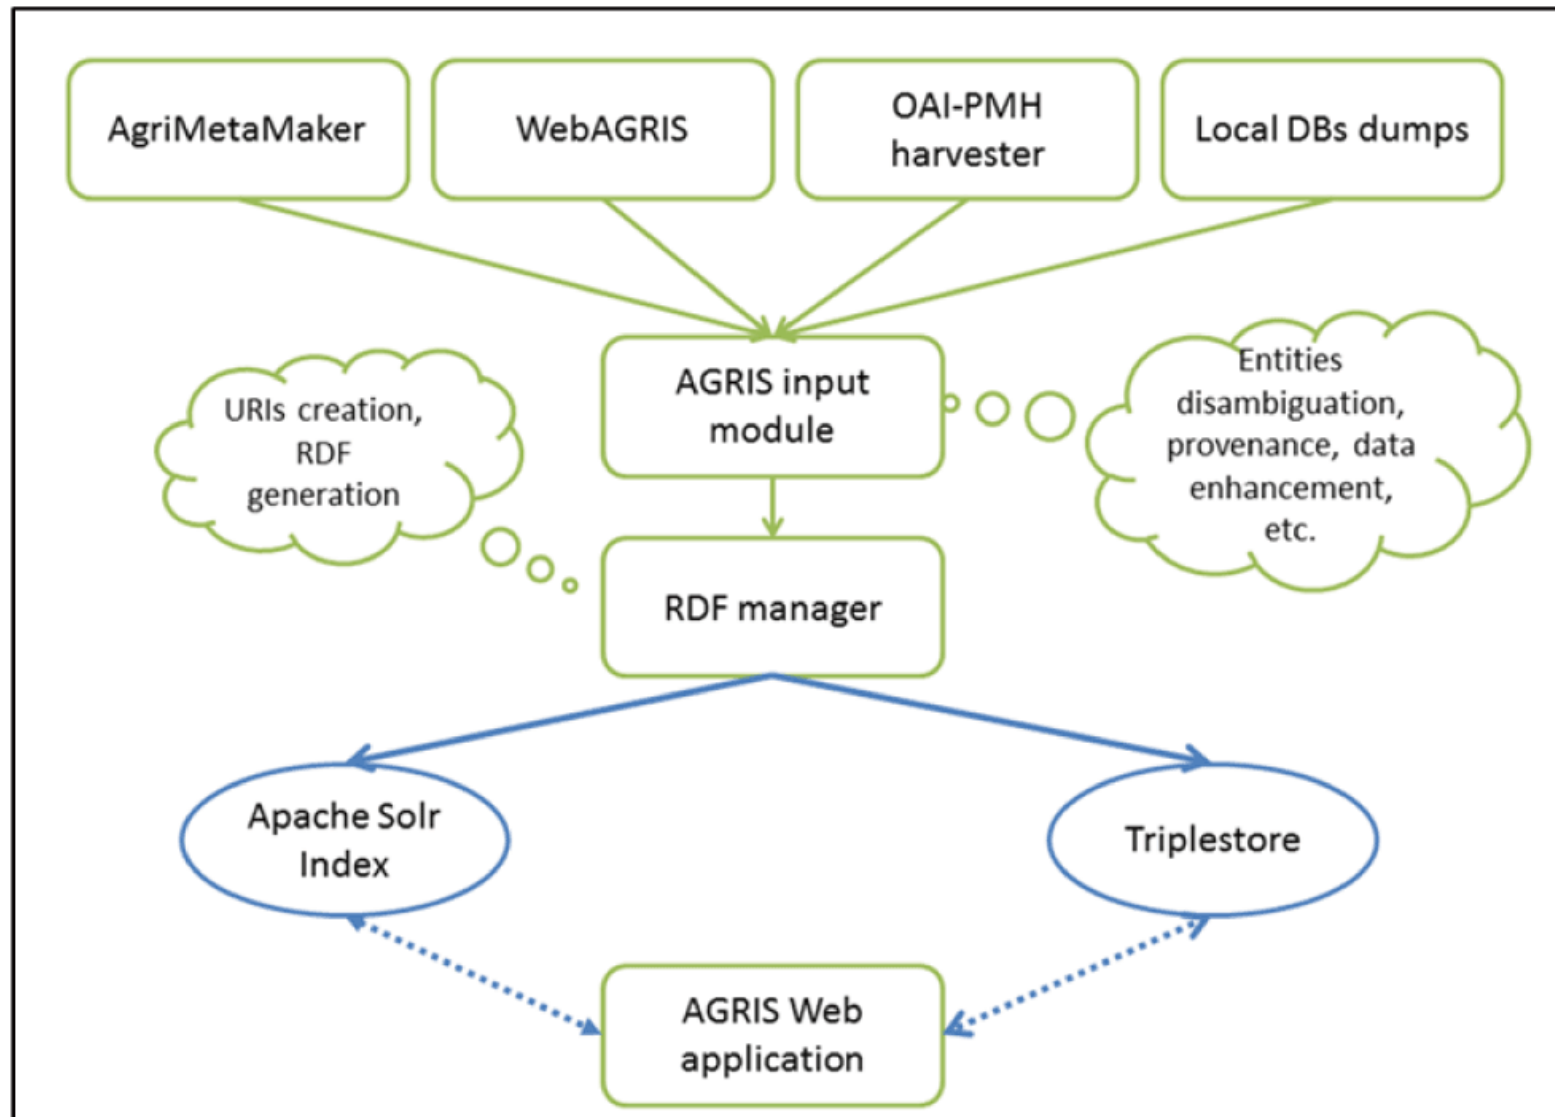 AgriMetaMaker
WebAGRIS
OAI-PMH
harvester
Local DBs dumps
AGRIS input
module
Entities
disambiguation,
provenance, data
enhancement,
etc.
URIs creation,
RDF
generation
RDF manager
Apache Solr
Index
Triplestore
AGRIS Web
application